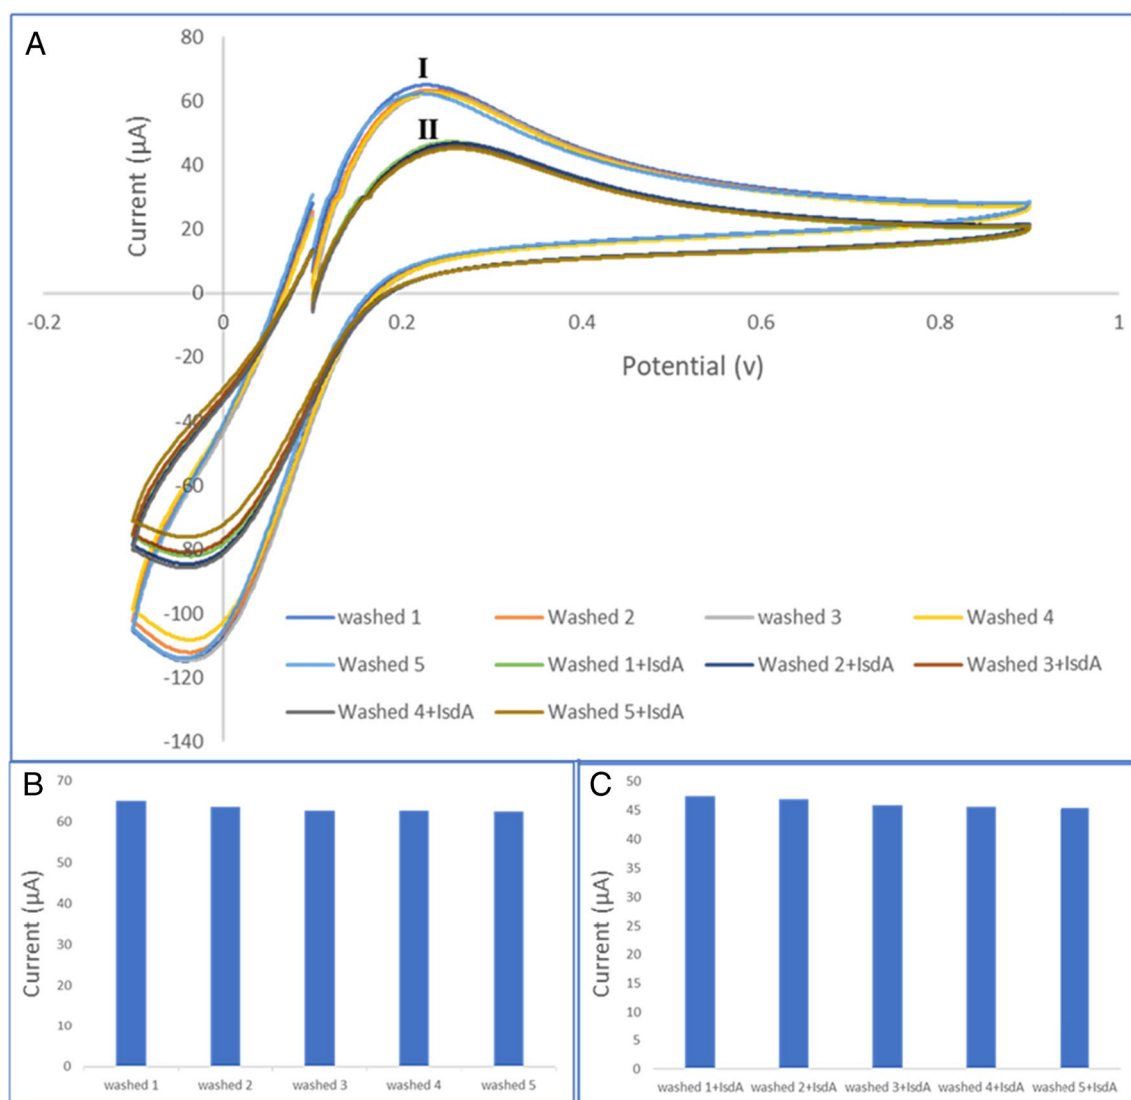 A
I
II
Current (µA)
80
60
40
20
0
-20
-40
-60
-80
-100
-120
-140
-0.2 0 0.2 0.4 0.6 0.8 1
Potential (v)
washed 1 Washed 2 washed 3 Washed 4
Washed 5 Washed 1+IsdA Washed 2+IsdA Washed 3+IsdA
Washed 4+IsdA Washed 5+IsdA
B
Current (µA)
70
60
50
40
30
20
10
0
washed 1 washed 2 washed 3 washed 4 washed 5
C
Current (µA)
50
45
40
35
30
25
20
15
10
5
0
washed 1+IsdA washed 2+IsdA washed 3+IsdA washed 4+IsdA washed 5+IsdA